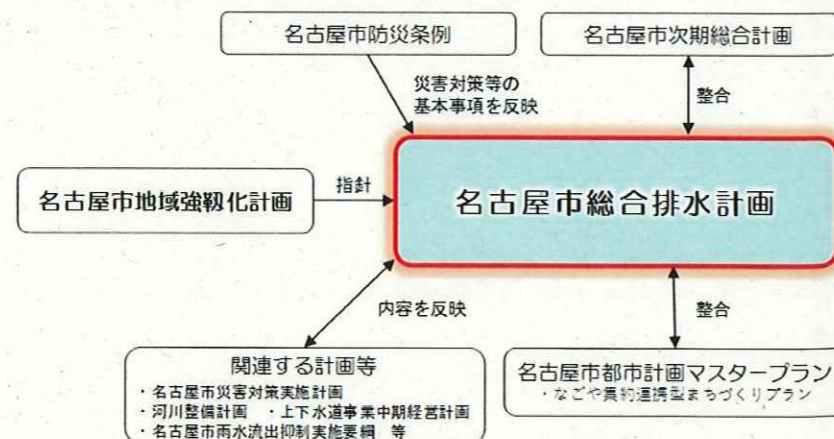 名古屋市防災条例
名古屋市次期総合計画
災害対策等の
基本事項を反映
整合
名古屋市地域強靱化計画
指針
名古屋市総合排水計画
内容を反映
整合
関連する計画等
・名古屋市災害対策実施計画
・河川整備計画 ・上下水道事業中期経営計画
・名古屋市雨水流出抑制実施要綱 等
名古屋市都市計画マスタープラン
・なごや集約連携型まちづくりプラン